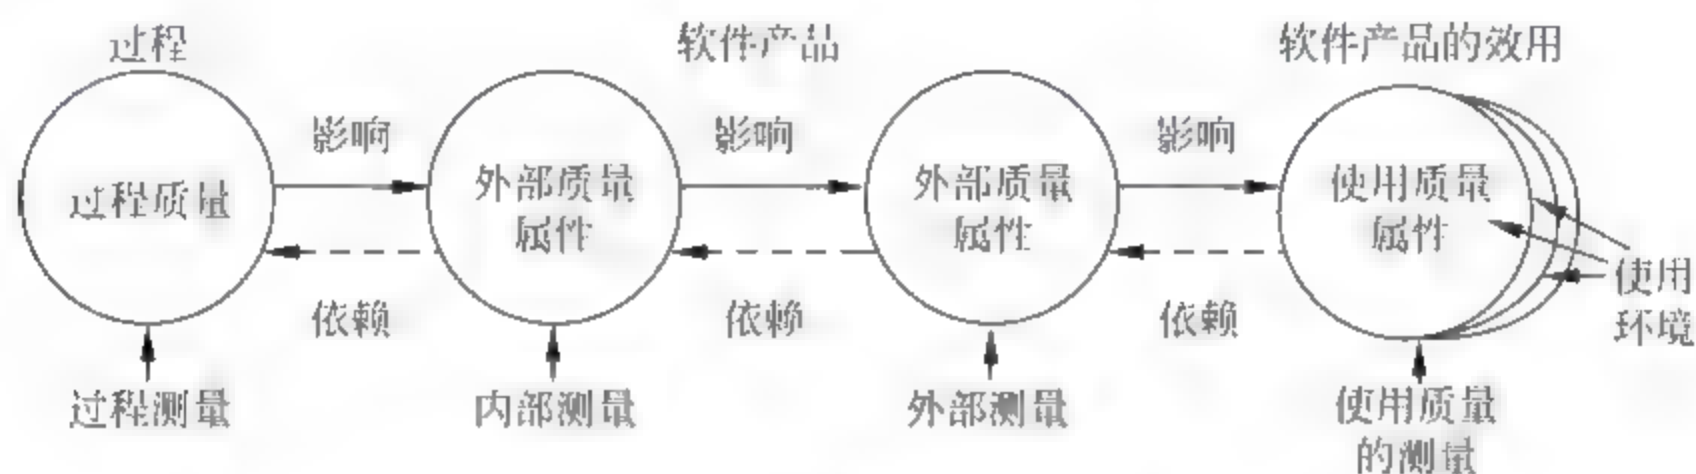 过程
软件产品
软件产品的效用
影响
影响
影响
过程质量
外部质量
属性
外部质量
属性
使用质量
属性
使用
环境
依赖
依赖
依赖
过程测量
内部测量
外部测量
使用质量
的测量